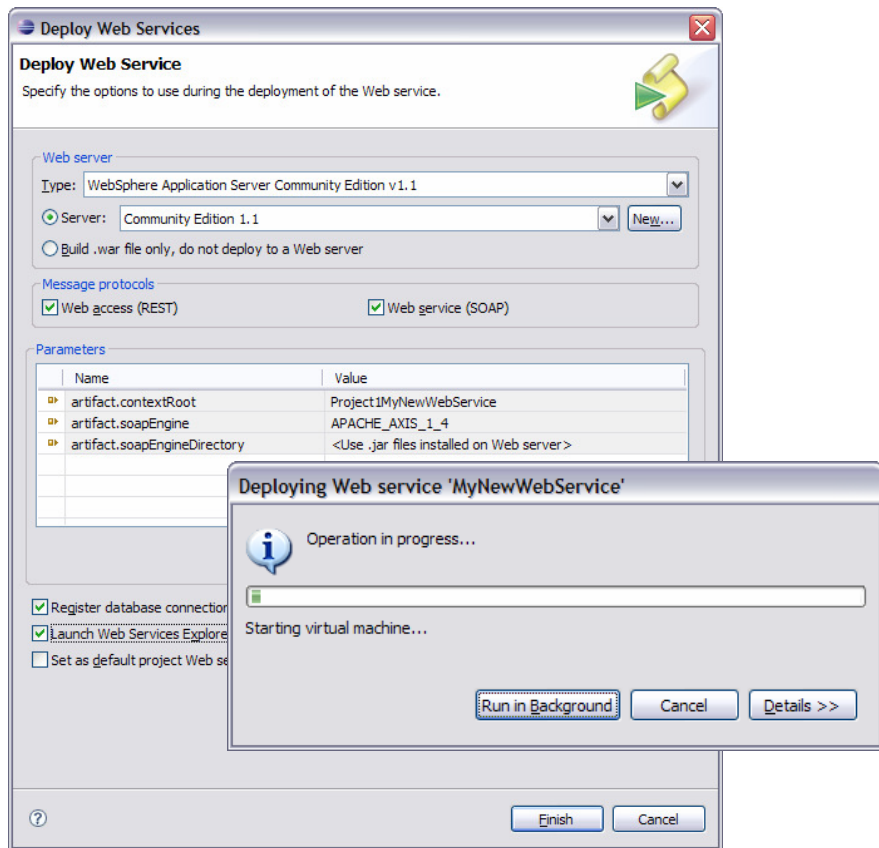 Deploy Web Services
Deploy Web Service
Specify the options to use during the deployment of the Web service.
Web server
Type: WebSphere Application Server Community Edition v1.1
Server: Community Edition 1.1 New...
Build .war file only, do not deploy to a Web server
Message protocols
Web access (REST) Web service (SOAP)
Parameters
Name Value
artifact.contextRoot Project1MyNewWebService
artifact.soapEngine APACHE_AXIS_1_4
artifact.soapEngineDirectory <Use .jar files installed on Web server>
Deploying Web service 'MyNewWebService'
Operation in progress...
Starting virtual machine...
Run in Background Cancel Details >>
Register database connection
Launch Web Services Explore
Set as default project Web se
? Finish Cancel